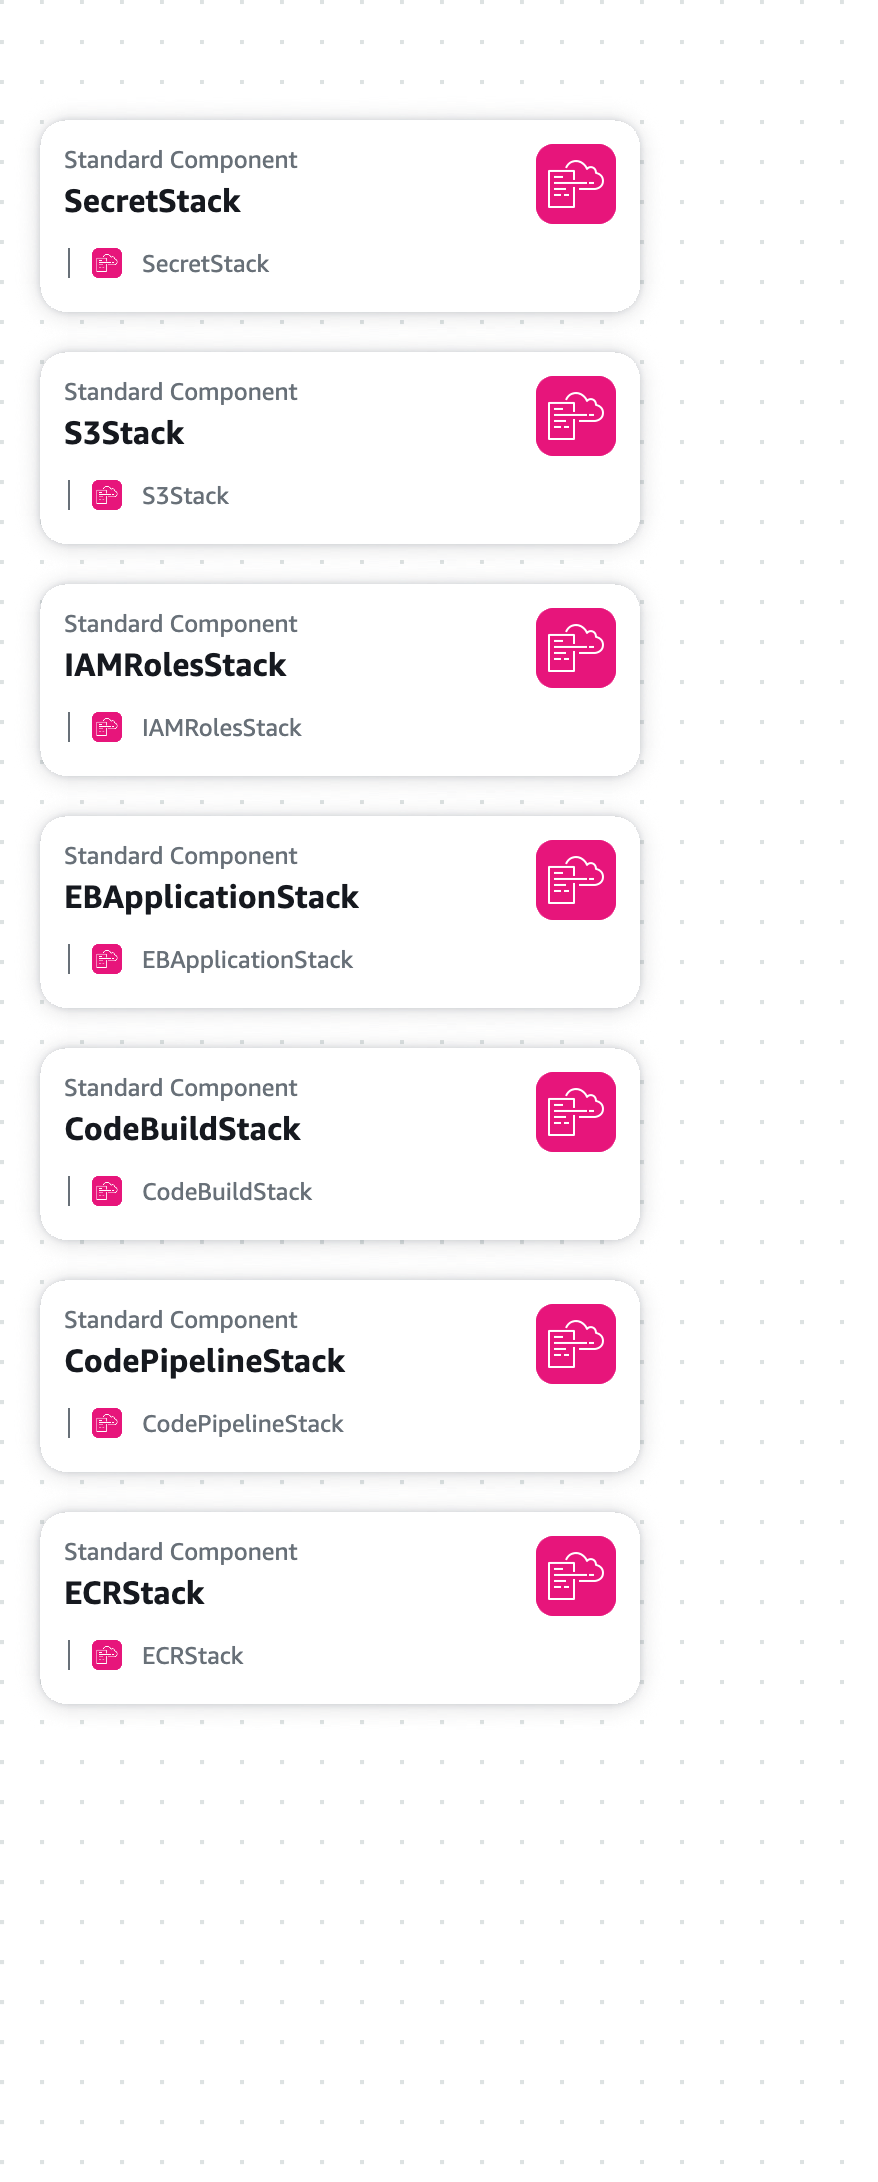 Standard Component
SecretStack
SecretStack
Standard Component
S3Stack
S3Stack
Standard Component
IAMRolesStack
IAMRolesStack
Standard Component
EBApplicationStack
EBApplicationStack
Standard Component
CodeBuildStack
CodeBuildStack
Standard Component
CodePipelineStack
CodePipelineStack
Standard Component
ECRStack
ECRStack